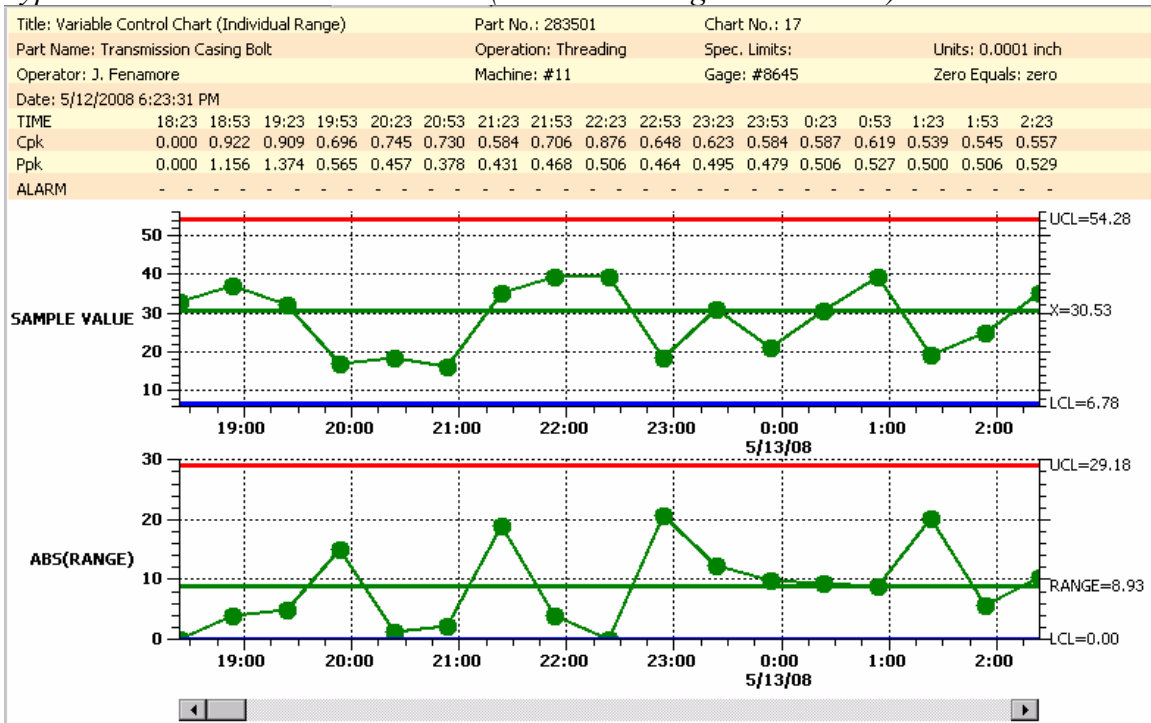 Title: Variable Control Chart (Individual Range) Part No.: 283501 Chart No.: 17
Part Name: Transmission Casing Bolt Operation: Threading Spec. Limits: Units: 0.0001 inch
Operator: J. Fenamore Machine: #11 Gage: #8645 Zero Equals: zero
Date: 5/12/2008 6:23:31 PM
TIME 18:23 18:53 19:23 19:53 20:23 20:53 21:23 21:53 22:23 22:53 23:23 23:53 0:23 0:53 1:23 1:53 2:23
Cpk 0.000 0.922 0.909 0.696 0.745 0.730 0.584 0.706 0.876 0.648 0.623 0.584 0.587 0.619 0.539 0.545 0.557
Ppk 0.000 1.156 1.374 0.565 0.457 0.378 0.431 0.468 0.506 0.464 0.495 0.479 0.506 0.527 0.500 0.506 0.529
ALARM - - - - - - - - - - - - - - - - - - - - - - - - - - - - - - - - - -
UCL=54.28
50
40
SAMPLE VALUE 30 X=30.53
20
10
LCL=6.78
19:00 20:00 21:00 22:00 23:00 0:00 1:00 2:00
5/13/08
30 UCL=29.18
20
ABS(RANGE)
10 RANGE=8.93
0 LCL=0.00
19:00 20:00 21:00 22:00 23:00 0:00 1:00 2:00
5/13/08